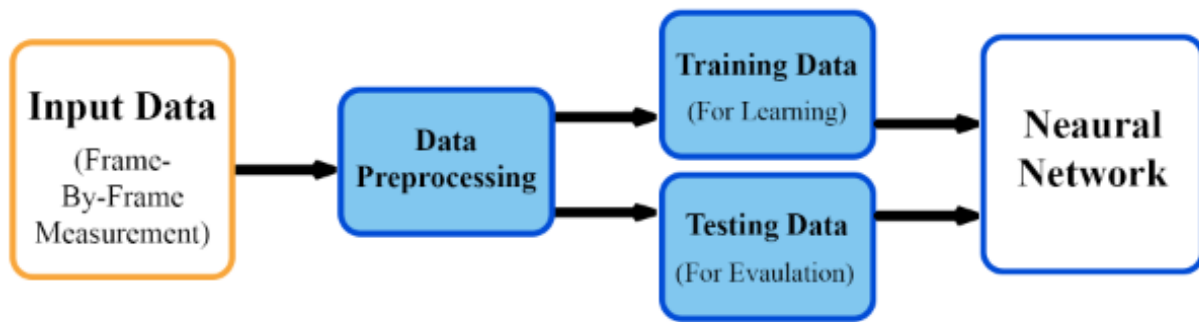 Input Data
(Frame-
By-Frame
Measurement)
Data
Preprocessing
Training Data
(For Learning)
Testing Data
(For Evaulation)
Neaural
Network